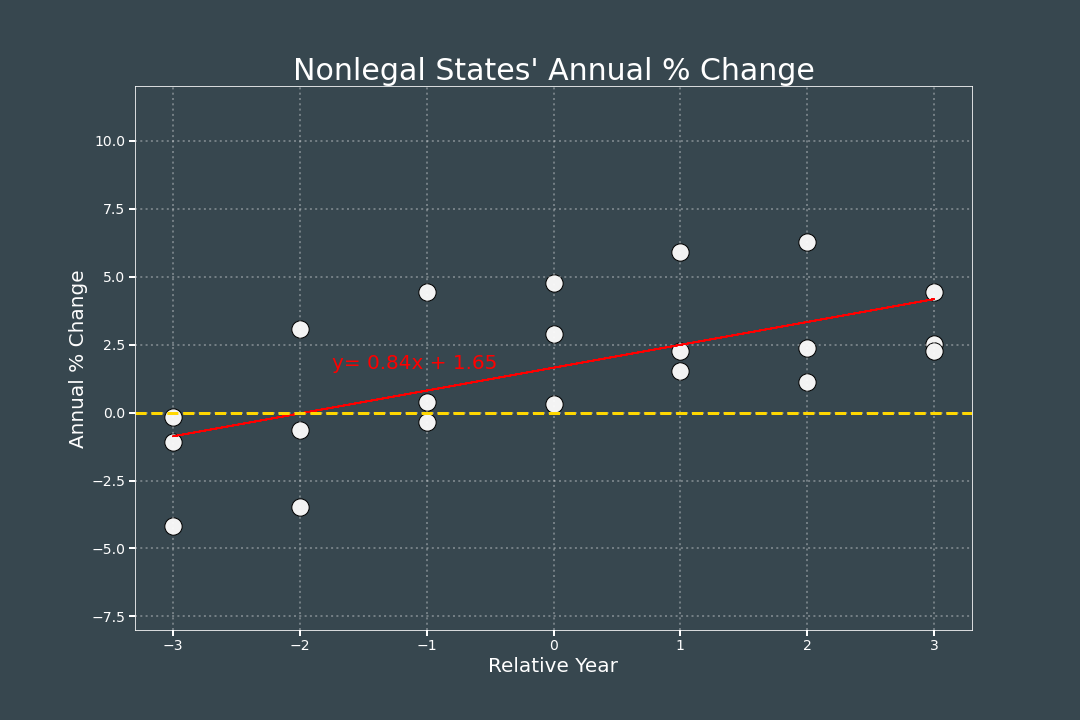 Nonlegal States' Annual % Change
Annual % Change
10.0
7.5
5.0
2.5
0.0
−2.5
−5.0
−7.5
y= 0.84x + 1.65
−3 −2 −1 0 1 2 3
Relative Year